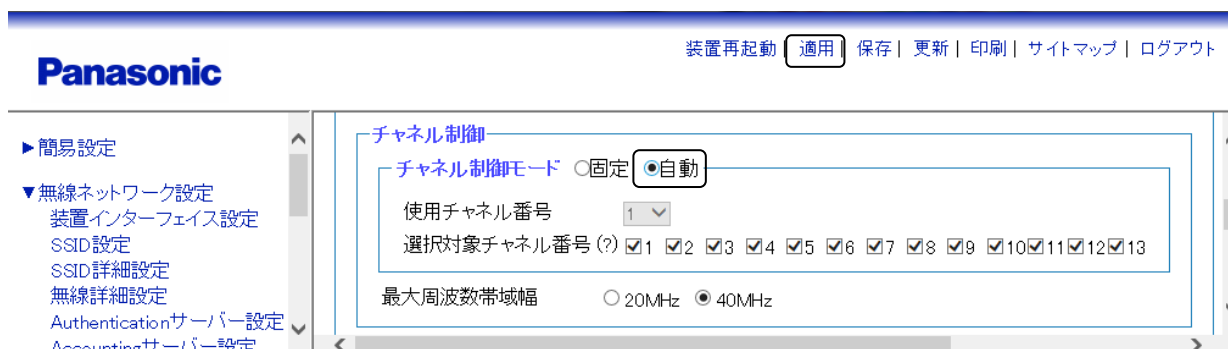 装置再起動 | 適用 | 保存 | 更新 | 印刷 | サイトマップ | ログアウト
Panasonic
▶簡易設定
▼無線ネットワーク設定
装置インターフェイス設定
SSID設定
SSID詳細設定
無線詳細設定
Authenticationサーバー設定
Accountingサーバー設定
チャネル制御
チャネル制御モード 固定 自動
使用チャネル番号 1
選択対象チャネル番号(?) 1 2 3 4 5 6 7 8 9 10 11 12 13
最大周波数帯域幅 20MHz 40MHz